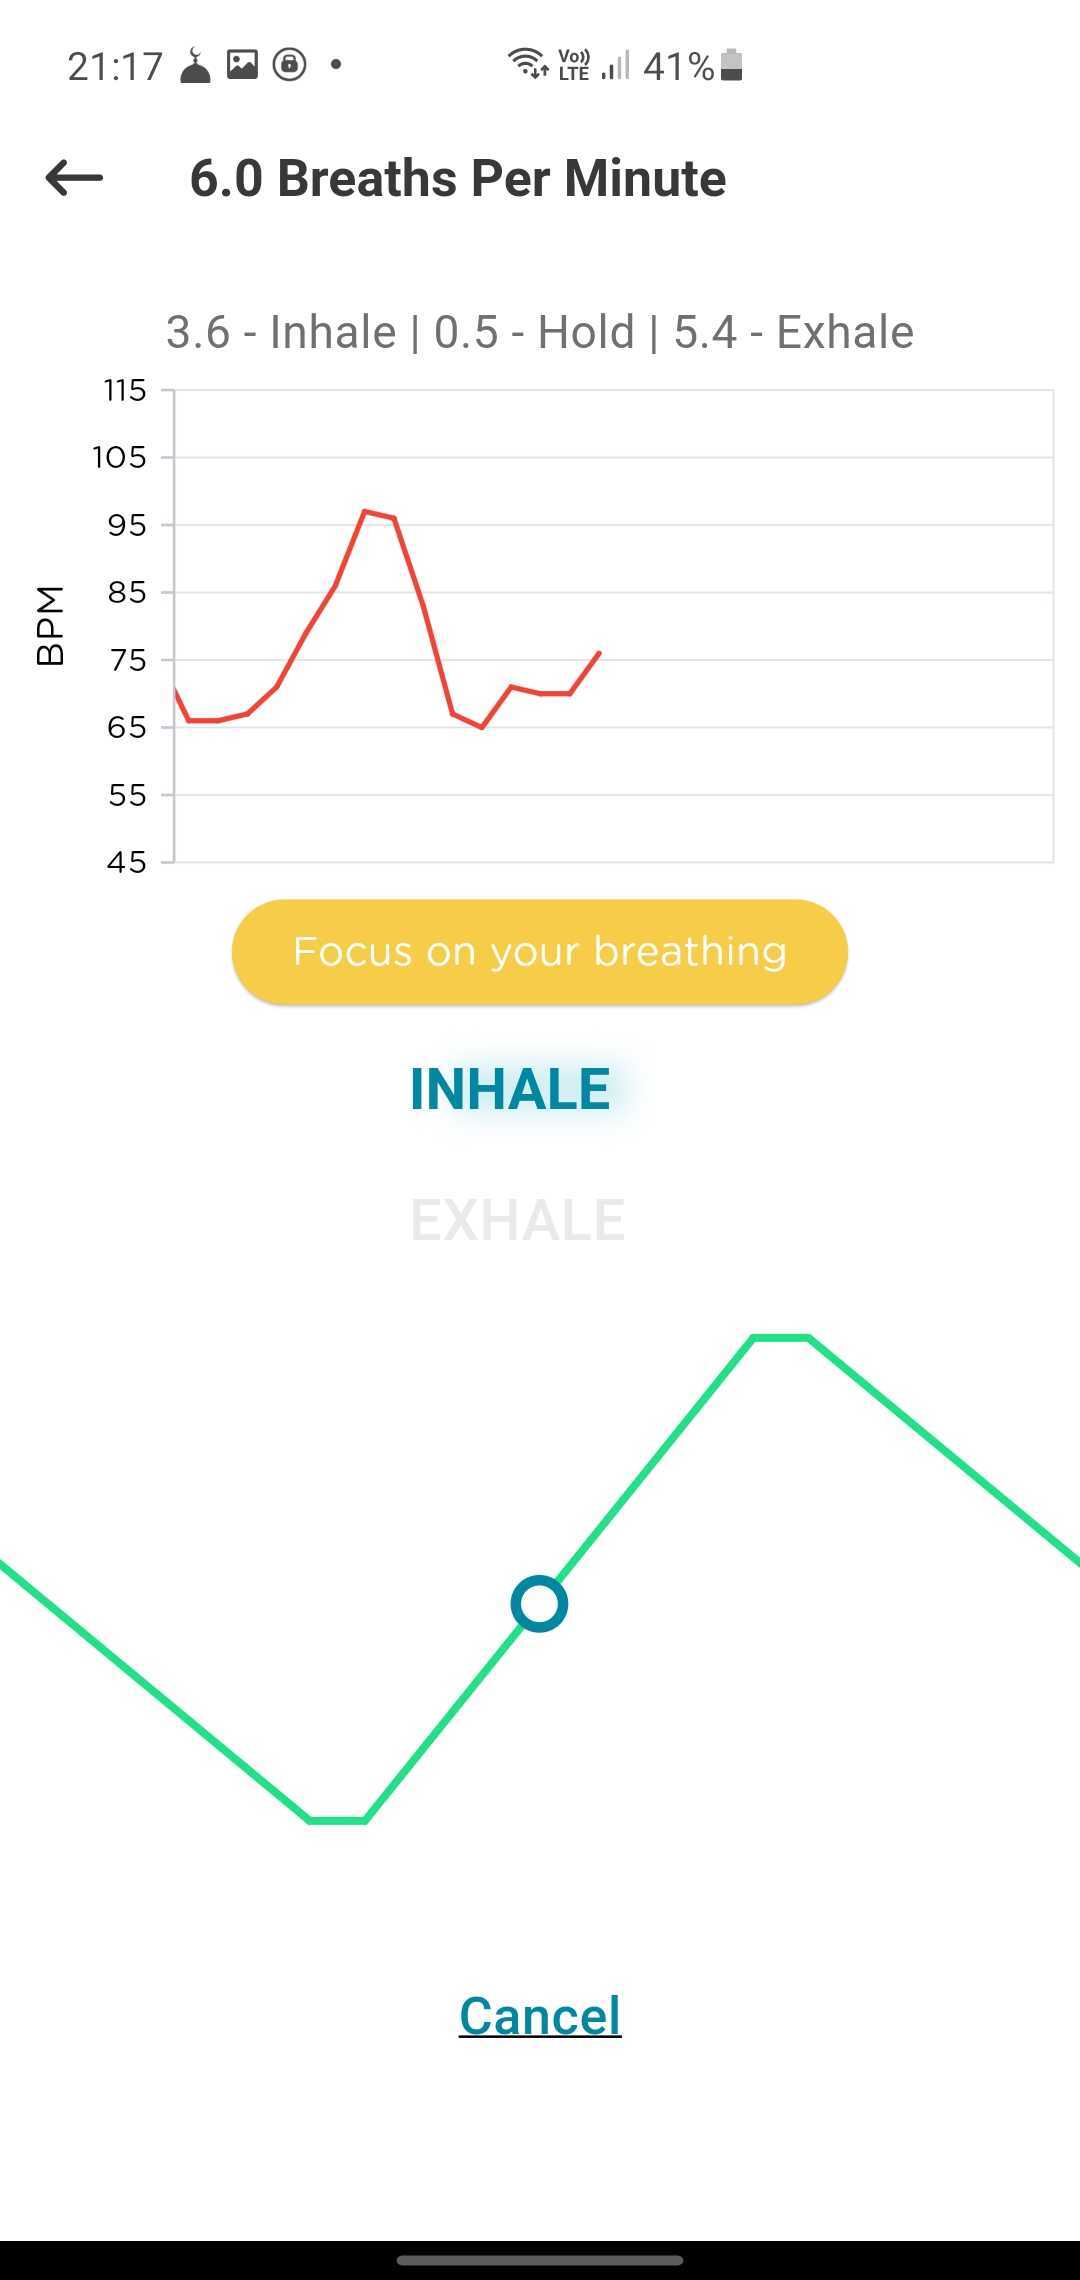 21:17 Vo)) LTE 41%
6.0 Breaths Per Minute
3.6 - Inhale | 0.5 - Hold | 5.4 - Exhale
115
105
95
85
75
65
55
45
BPM
Focus on your breathing
INHALE
EXHALE
Cancel